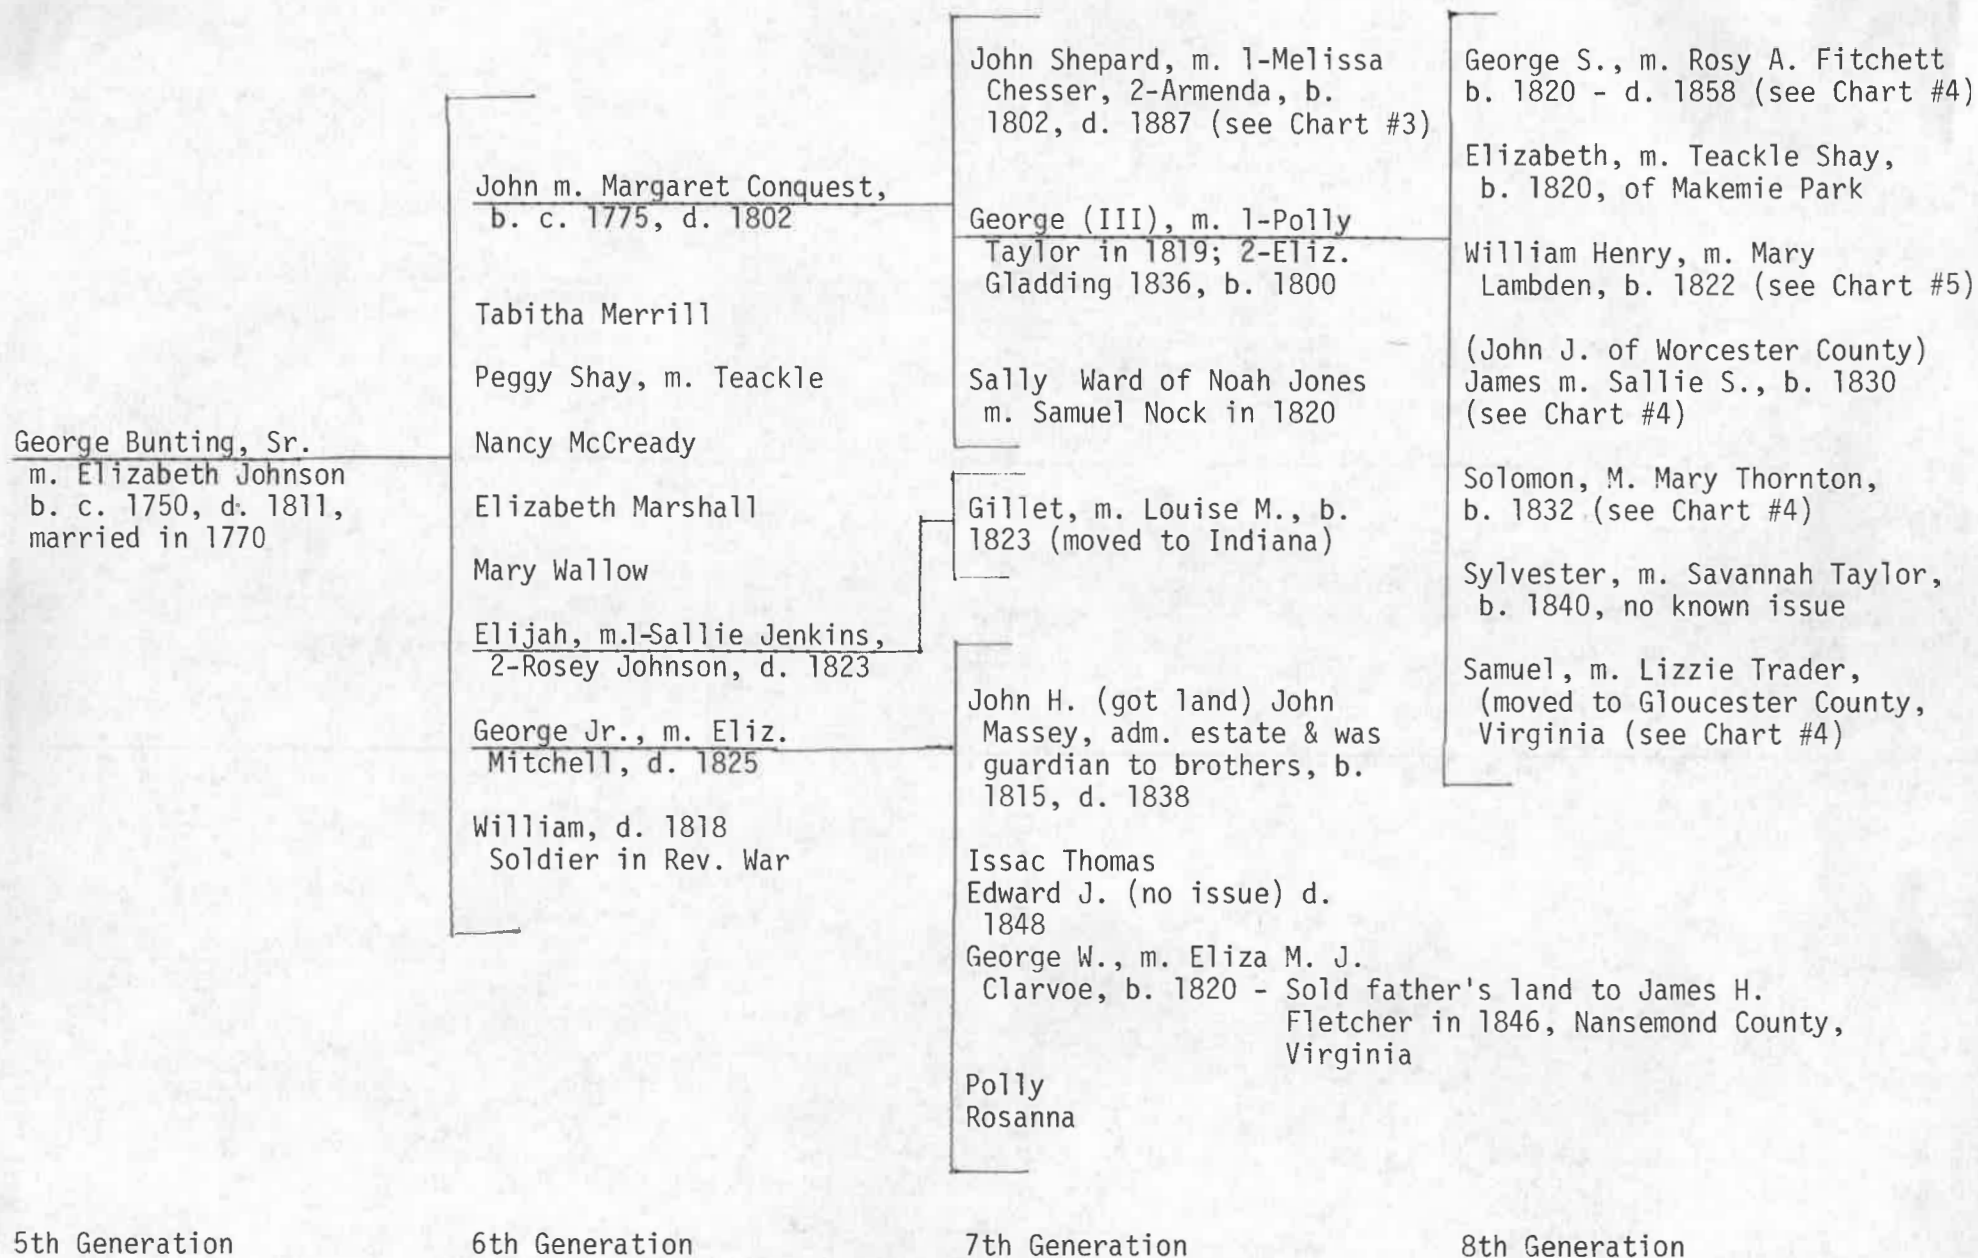 George Bunting, Sr.
m. Elizabeth Johnson
b. c. 1750, d. 1811,
married in 1770
John m. Margaret Conquest,
b. c. 1775, d. 1802
Tabitha Merrill
Peggy Shay, m. Teackle
Nancy McCready
Elizabeth Marshall
Mary Wallow
Elijah, m.1-Sallie Jenkins,
2-Rosey Johnson, d. 1823
George Jr., m. Eliz.
Mitchell, d. 1825
William, d. 1818
Soldier in Rev. War
John Shepard, m. 1-Melissa
Chesser, 2-Armenda, b.
1802, d. 1887 (see Chart #3)
George (III), m. 1-Polly
Taylor in 1819; 2-Eliz.
Gladding 1836, b. 1800
Sally Ward of Noah Jones
m. Samuel Nock in 1820
Gillet, m. Louise M., b.
1823 (moved to Indiana)
John H. (got land) John
Massey, adm. estate & was
guardian to brothers, b.
1815, d. 1838
Issac Thomas
Edward J. (no issue) d.
1848
George W., m. Eliza M. J.
Clarvoe, b. 1820 - Sold father's land to James H.
Fletcher in 1846, Nansemond County,
Virginia
Polly
Rosanna
George S., m. Rosy A. Fitchett
b. 1820 - d. 1858 (see Chart #4)
Elizabeth, m. Teackle Shay,
b. 1820, of Makemie Park
William Henry, m. Mary
Lambden, b. 1822 (see Chart #5)
(John J. of Worcester County)
James m. Sallie S., b. 1830
(see Chart #4)
Solomon, M. Mary Thornton,
b. 1832 (see Chart #4)
Sylvester, m. Savannah Taylor,
b. 1840, no known issue
Samuel, m. Lizzie Trader,
(moved to Gloucester County,
Virginia (see Chart #4)
5th Generation
6th Generation
7th Generation
8th Generation